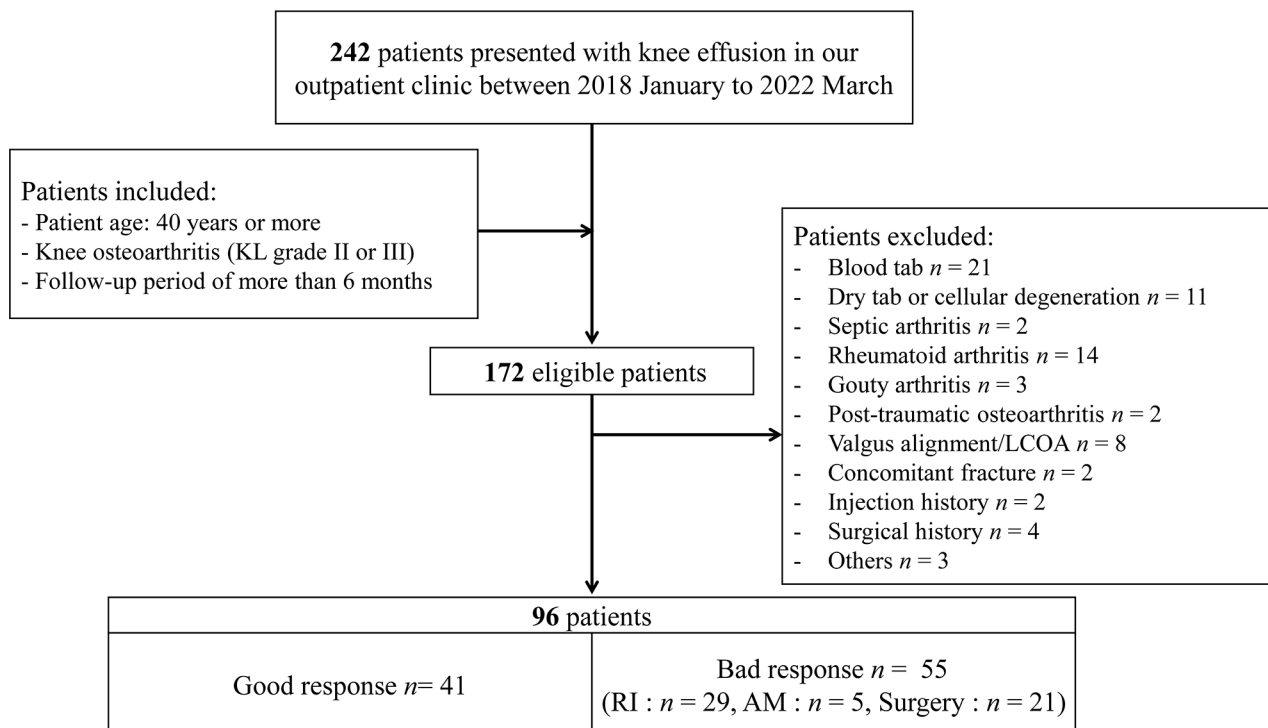 242 patients presented with knee effusion in our
outpatient clinic between 2018 January to 2022 March
Patients included:
- Patient age: 40 years or more
- Knee osteoarthritis (KL grade II or III)
- Follow-up period of more than 6 months
172 eligible patients
Patients excluded:
- Blood tab n = 21
- Dry tab or cellular degeneration n = 11
- Septic arthritis n = 2
- Rheumatoid arthritis n = 14
- Gouty arthritis n = 3
- Post-traumatic osteoarthritis n = 2
- Valgus alignment/LCOA n = 8
- Concomitant fracture n = 2
- Injection history n = 2
- Surgical history n = 4
- Others n = 3
96 patients
Good response n= 41
Bad response n = 55
(RI : n = 29, AM : n = 5, Surgery : n = 21)